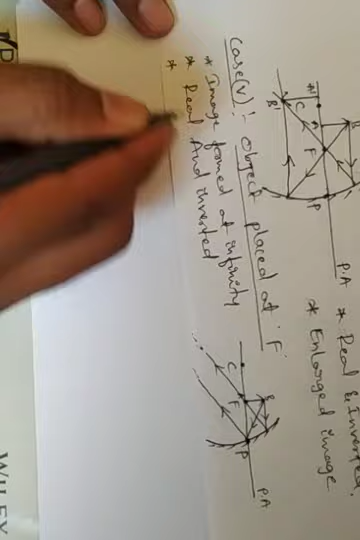 * Real & Inverted.
* Enlarged image
B'
A'
C
A
F
P
P.A
Case(v):- Object placed at 'F'
* Image formed at infinity
* Real And inverted
*
C
F
P
P.A
WILEY